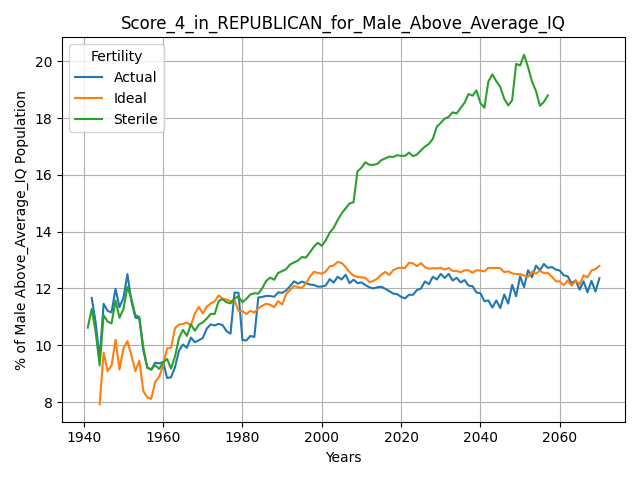 Score_4_in_REPUBLICAN_for_Male_Above_Average_IQ
% of Male Above_Average_IQ Population
20
18
16
14
12
10
8
Fertility
Actual
Ideal
Sterile
1940 1960 1980 2000 2020 2040 2060
Years